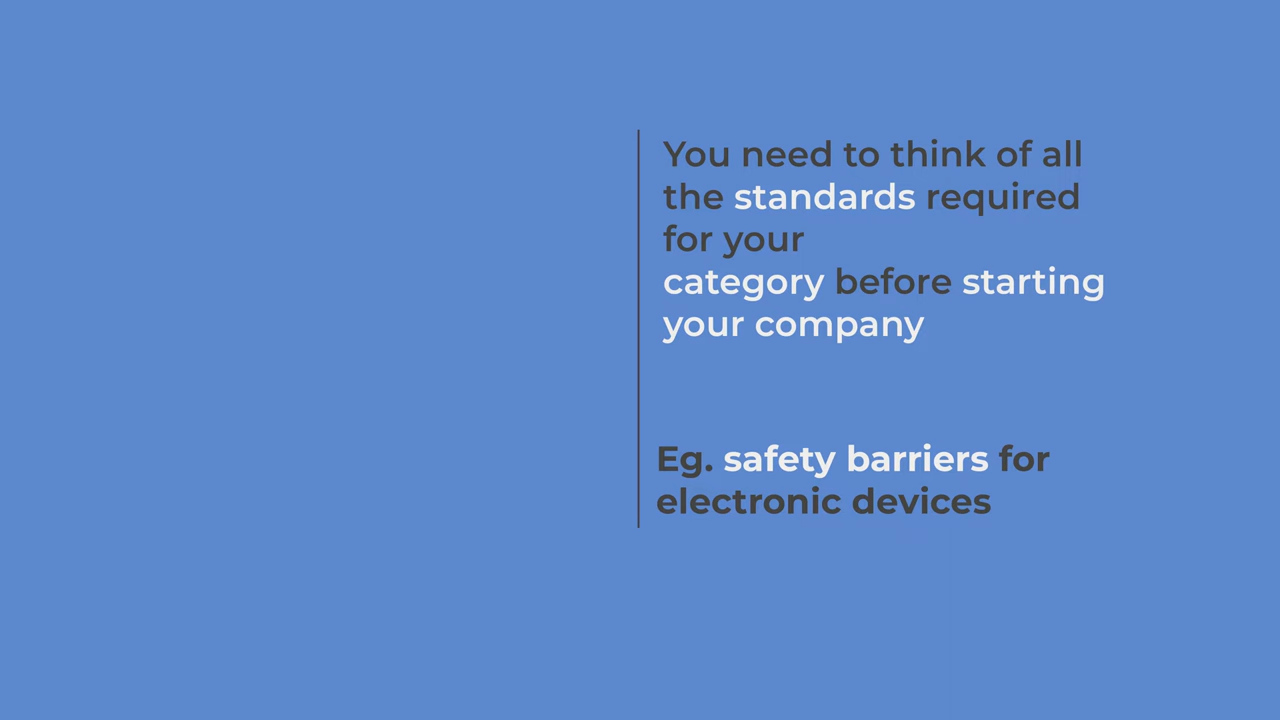 You need to think of all
the standards required
for your
category before starting
your company
Eg. safety barriers for
electronic devices